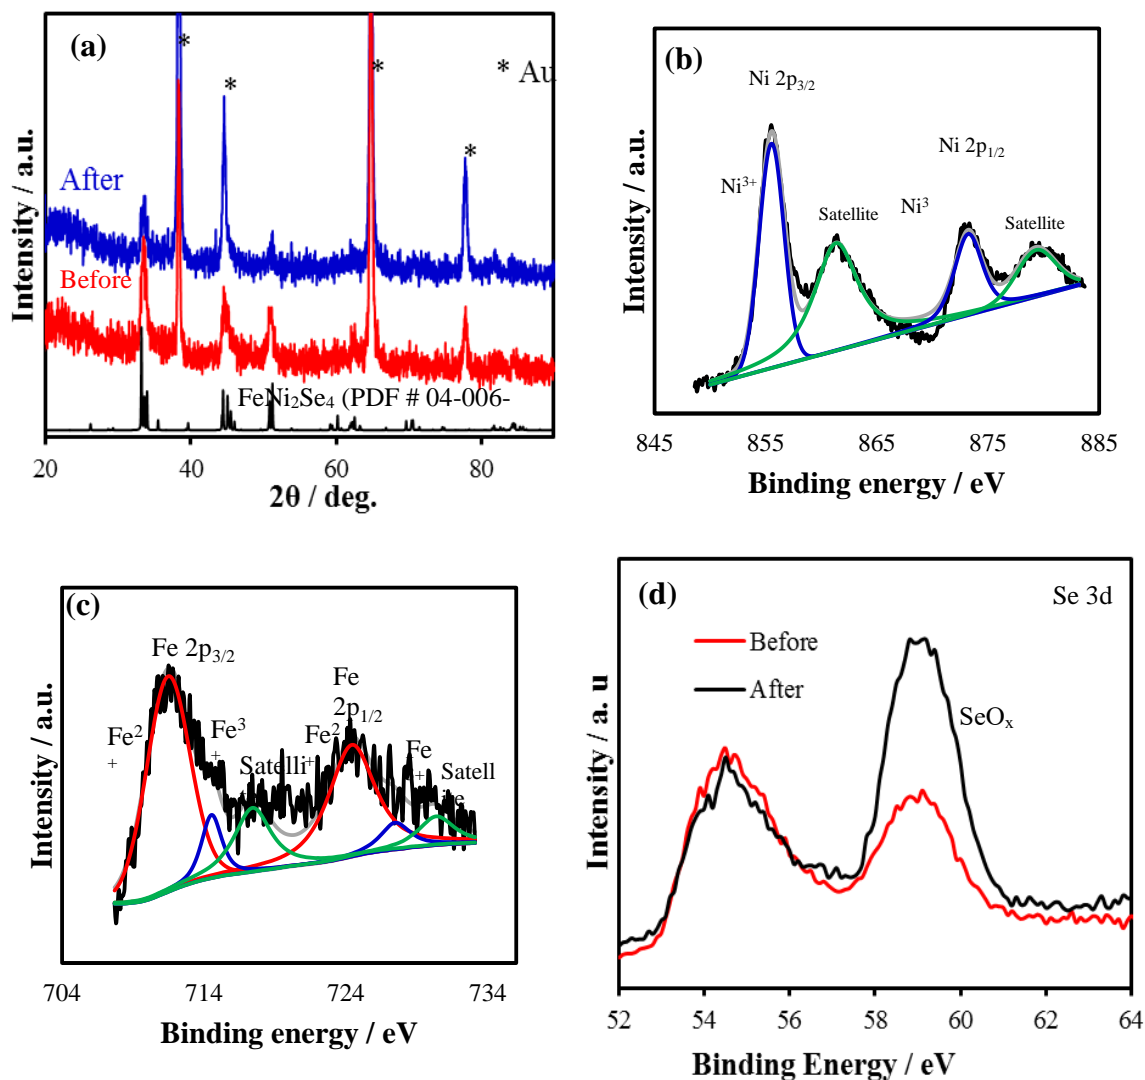 (a)
* * * * Au
* *
After
Before
FeNi₂Se₄ (PDF # 04-006-
Intensity / a.u.
20 40 60 80
2θ / deg.
(b)
Ni 2p₃/₂
Ni 2p₁/₂
Ni³⁺
Ni³
Satellite
Satellite
Intensity / a.u.
845 855 865 875 885
Binding energy / eV
(c)
Fe 2p₃/₂
Fe
2p₁/₂
Fe²
+
Fe³
+
Satelli
Fe²
+
Fe
+
Satell
ite
Intensity / a.u.
704 714 724 734
Binding energy / eV
(d)
Se 3d
Before
After
SeOₓ
Intensity / a. u
52 54 56 58 60 62 64
Binding Energy / eV